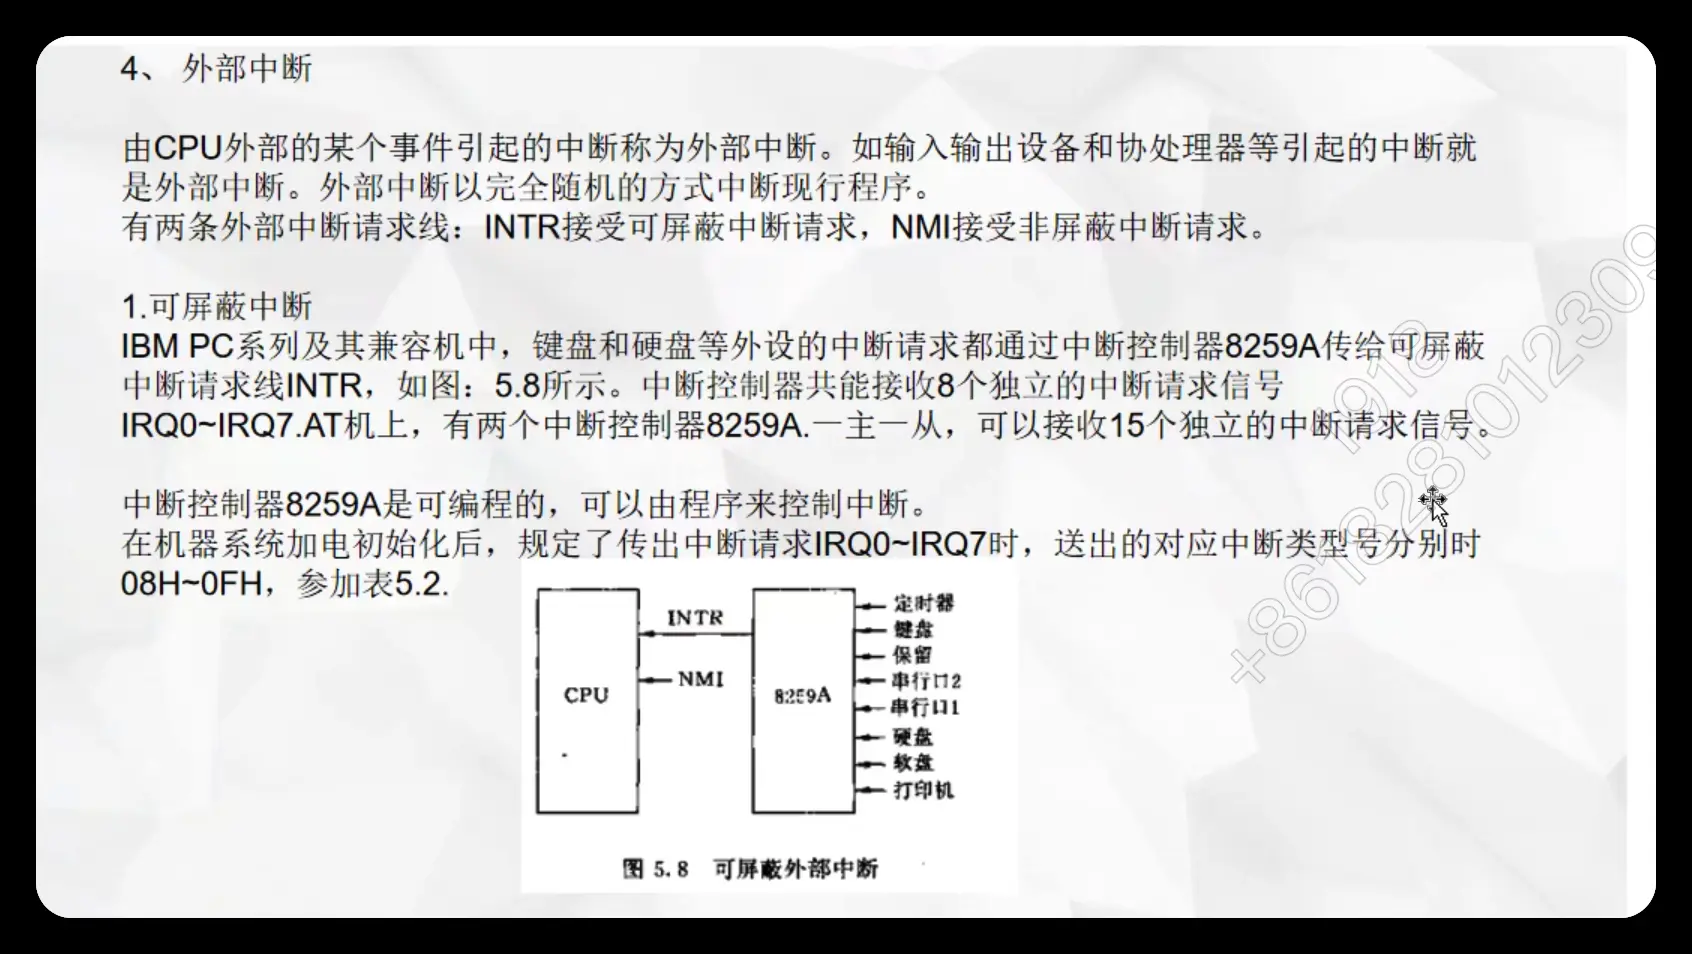 4、 外部中断
由CPU外部的某个事件引起的中断称为外部中断。如输入输出设备和协处理器等引起的中断就
是外部中断。外部中断以完全随机的方式中断现行程序。
有两条外部中断请求线：INTR接受可屏蔽中断请求，NMI接受非屏蔽中断请求。
1.可屏蔽中断
IBM PC系列及其兼容机中，键盘和硬盘等外设的中断请求都通过中断控制器8259A传给可屏蔽
中断请求线INTR，如图：5.8所示。中断控制器共能接收8个独立的中断请求信号
IRQ0~IRQ7.AT机上，有两个中断控制器8259A.一主一从，可以接收15个独立的中断请求信号。
中断控制器8259A是可编程的，可以由程序来控制中断。
在机器系统加电初始化后，规定了传出中断请求IRQ0~IRQ7时，送出的对应中断类型号分别时
08H~0FH，参加表5.2.
CPU
INTR
NMI
8259A
定时器
键盘
保留
串行口2
串行口1
硬盘
软盘
打印机
图 5.8 可屏蔽外部中断
1913
+8618281012309